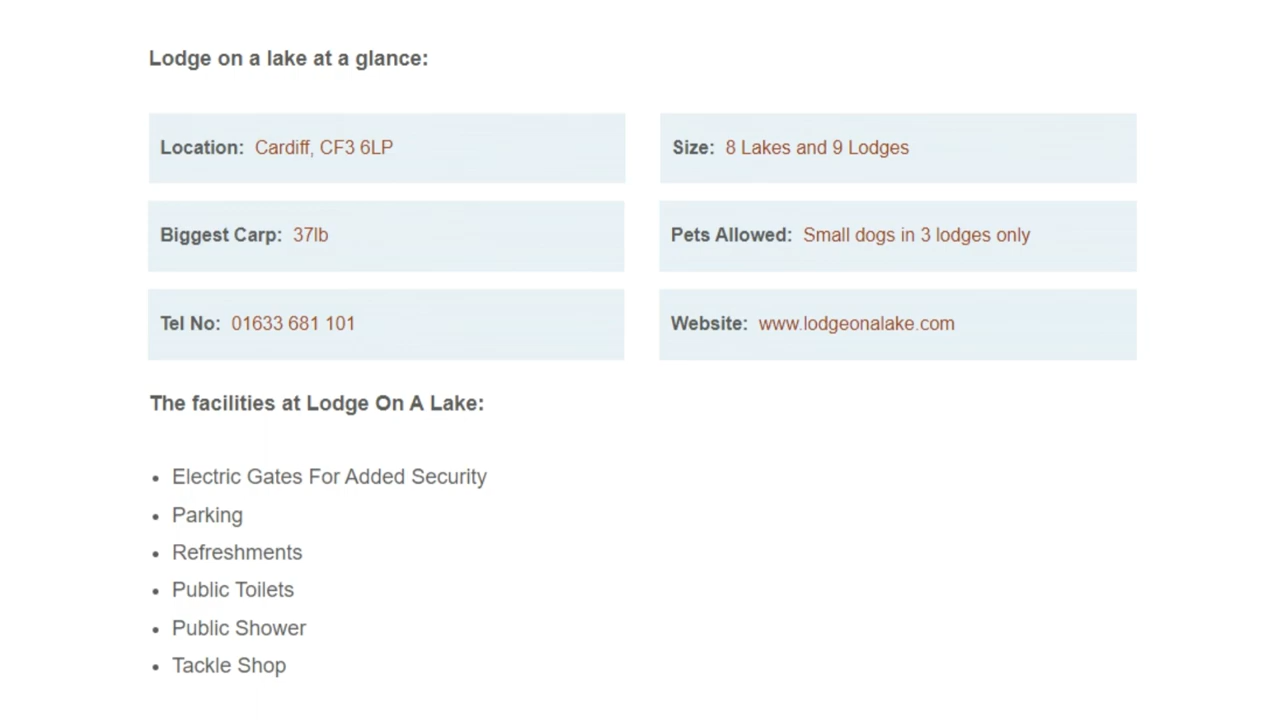 Lodge on a lake at a glance:
Location: Cardiff, CF3 6LP
Size: 8 Lakes and 9 Lodges
Biggest Carp: 37lb
Pets Allowed: Small dogs in 3 lodges only
Tel No: 01633 681 101
Website: www.lodgeonalake.com
The facilities at Lodge On A Lake:
• Electric Gates For Added Security
• Parking
• Refreshments
• Public Toilets
• Public Shower
• Tackle Shop